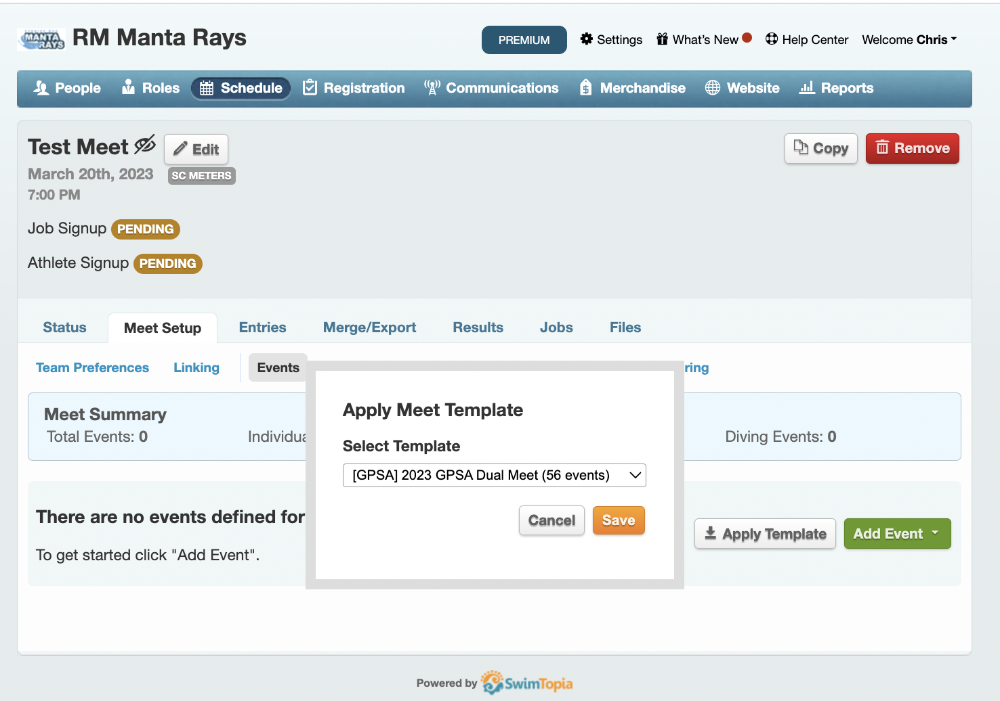 MANTA RAYS RM Manta Rays
PREMIUM Settings What's New Help Center Welcome Chris
People Roles Schedule Registration Communications Merchandise Website Reports
Test Meet Edit Copy Remove
March 20th, 2023 SC METERS
7:00 PM
Job Signup PENDING
Athlete Signup PENDING
Status Meet Setup Entries Merge/Export Results Jobs Files
Team Preferences Linking Events ring
Meet Summary
Total Events: 0 Individua Diving Events: 0
Apply Meet Template
Select Template
[GPSA] 2023 GPSA Dual Meet (56 events)
Cancel Save
There are no events defined for
To get started click "Add Event".
Apply Template Add Event
Powered by SwimTopia